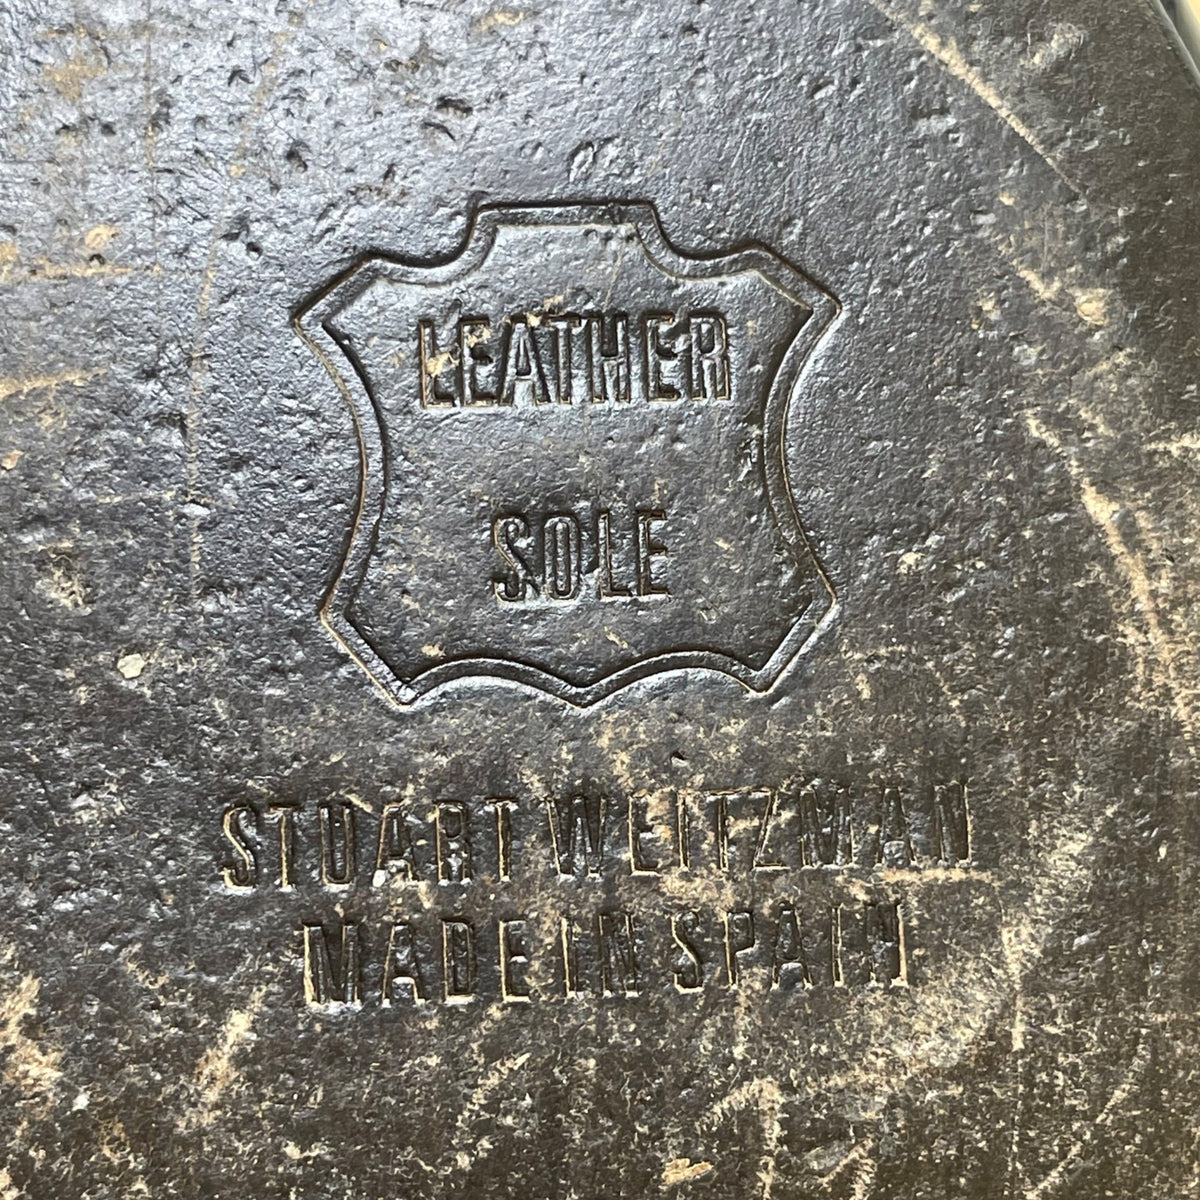 LEATHER
SOLE
STUART WEITZMAN
MADE IN SPAIN